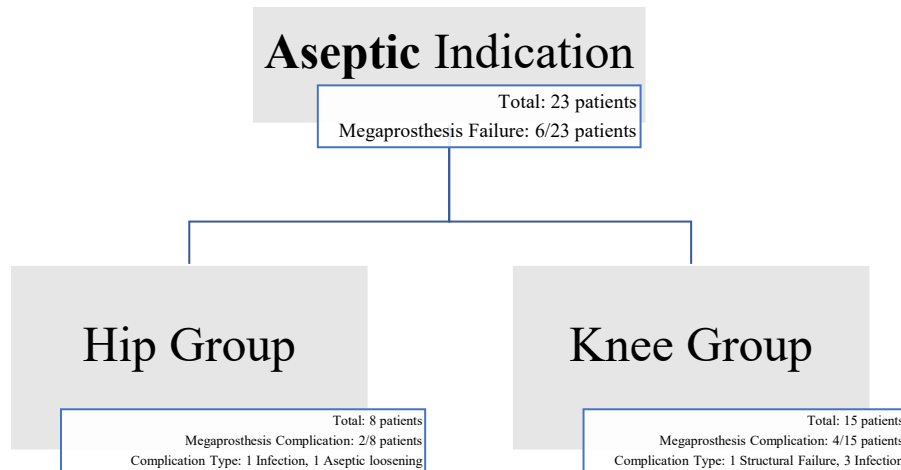 Aseptic Indication
Total: 23 patients
Megaprosthesis Failure: 6/23 patients
Hip Group
Total: 8 patients
Megaprosthesis Complication: 2/8 patients
Complication Type: 1 Infection, 1 Aseptic loosening
Knee Group
Total: 15 patients
Megaprosthesis Complication: 4/15 patients
Complication Type: 1 Structural Failure, 3 Infection